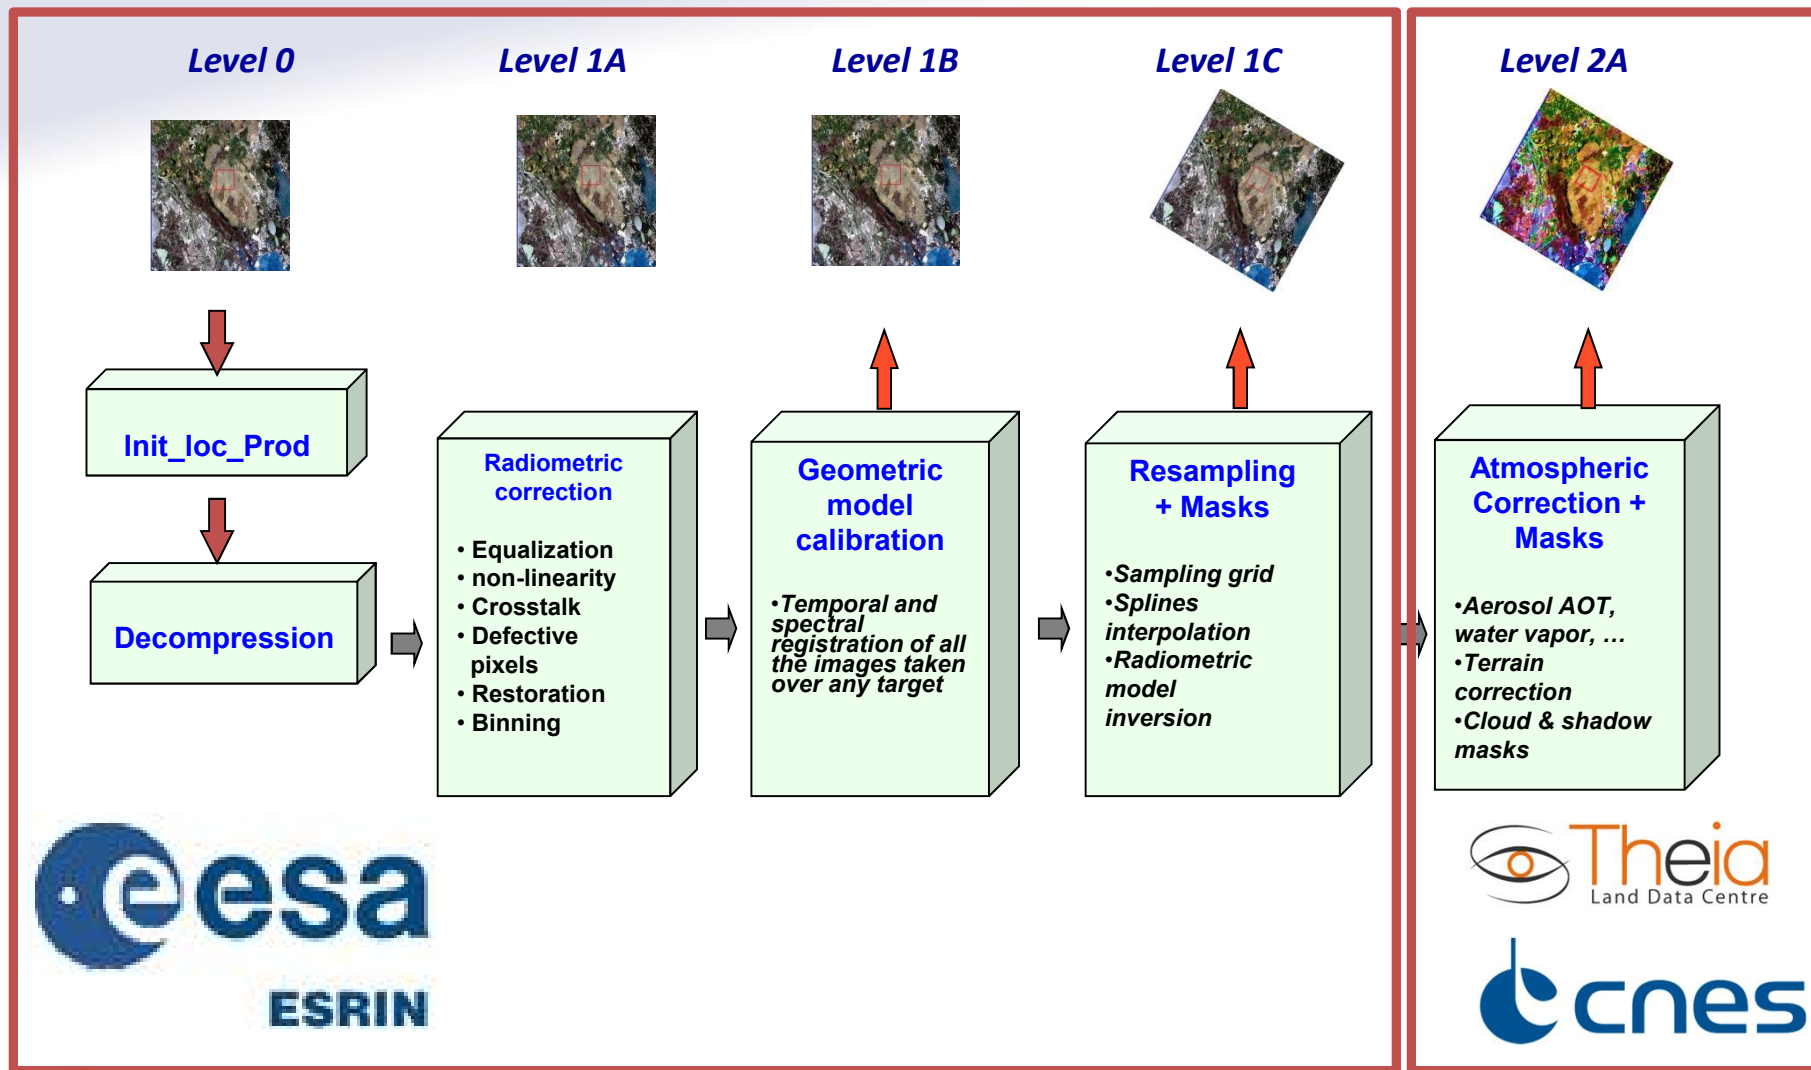 Level 0
Level 1A
Level 1B
Level 1C
Level 2A
Init_loc_Prod
Decompression
Radiometric
correction
• Equalization
• non-linearity
• Crosstalk
• Defective
pixels
• Restoration
• Binning
Geometric
model
calibration
•Temporal and
spectral
registration of all
the images taken
over any target
Resampling
+ Masks
•Sampling grid
•Splines
interpolation
•Radiometric
model
inversion
Atmospheric
Correction +
Masks
•Aerosol AOT,
water vapor, …
•Terrain
correction
•Cloud & shadow
masks
esa
ESRIN
Theia
Land Data Centre
cnes